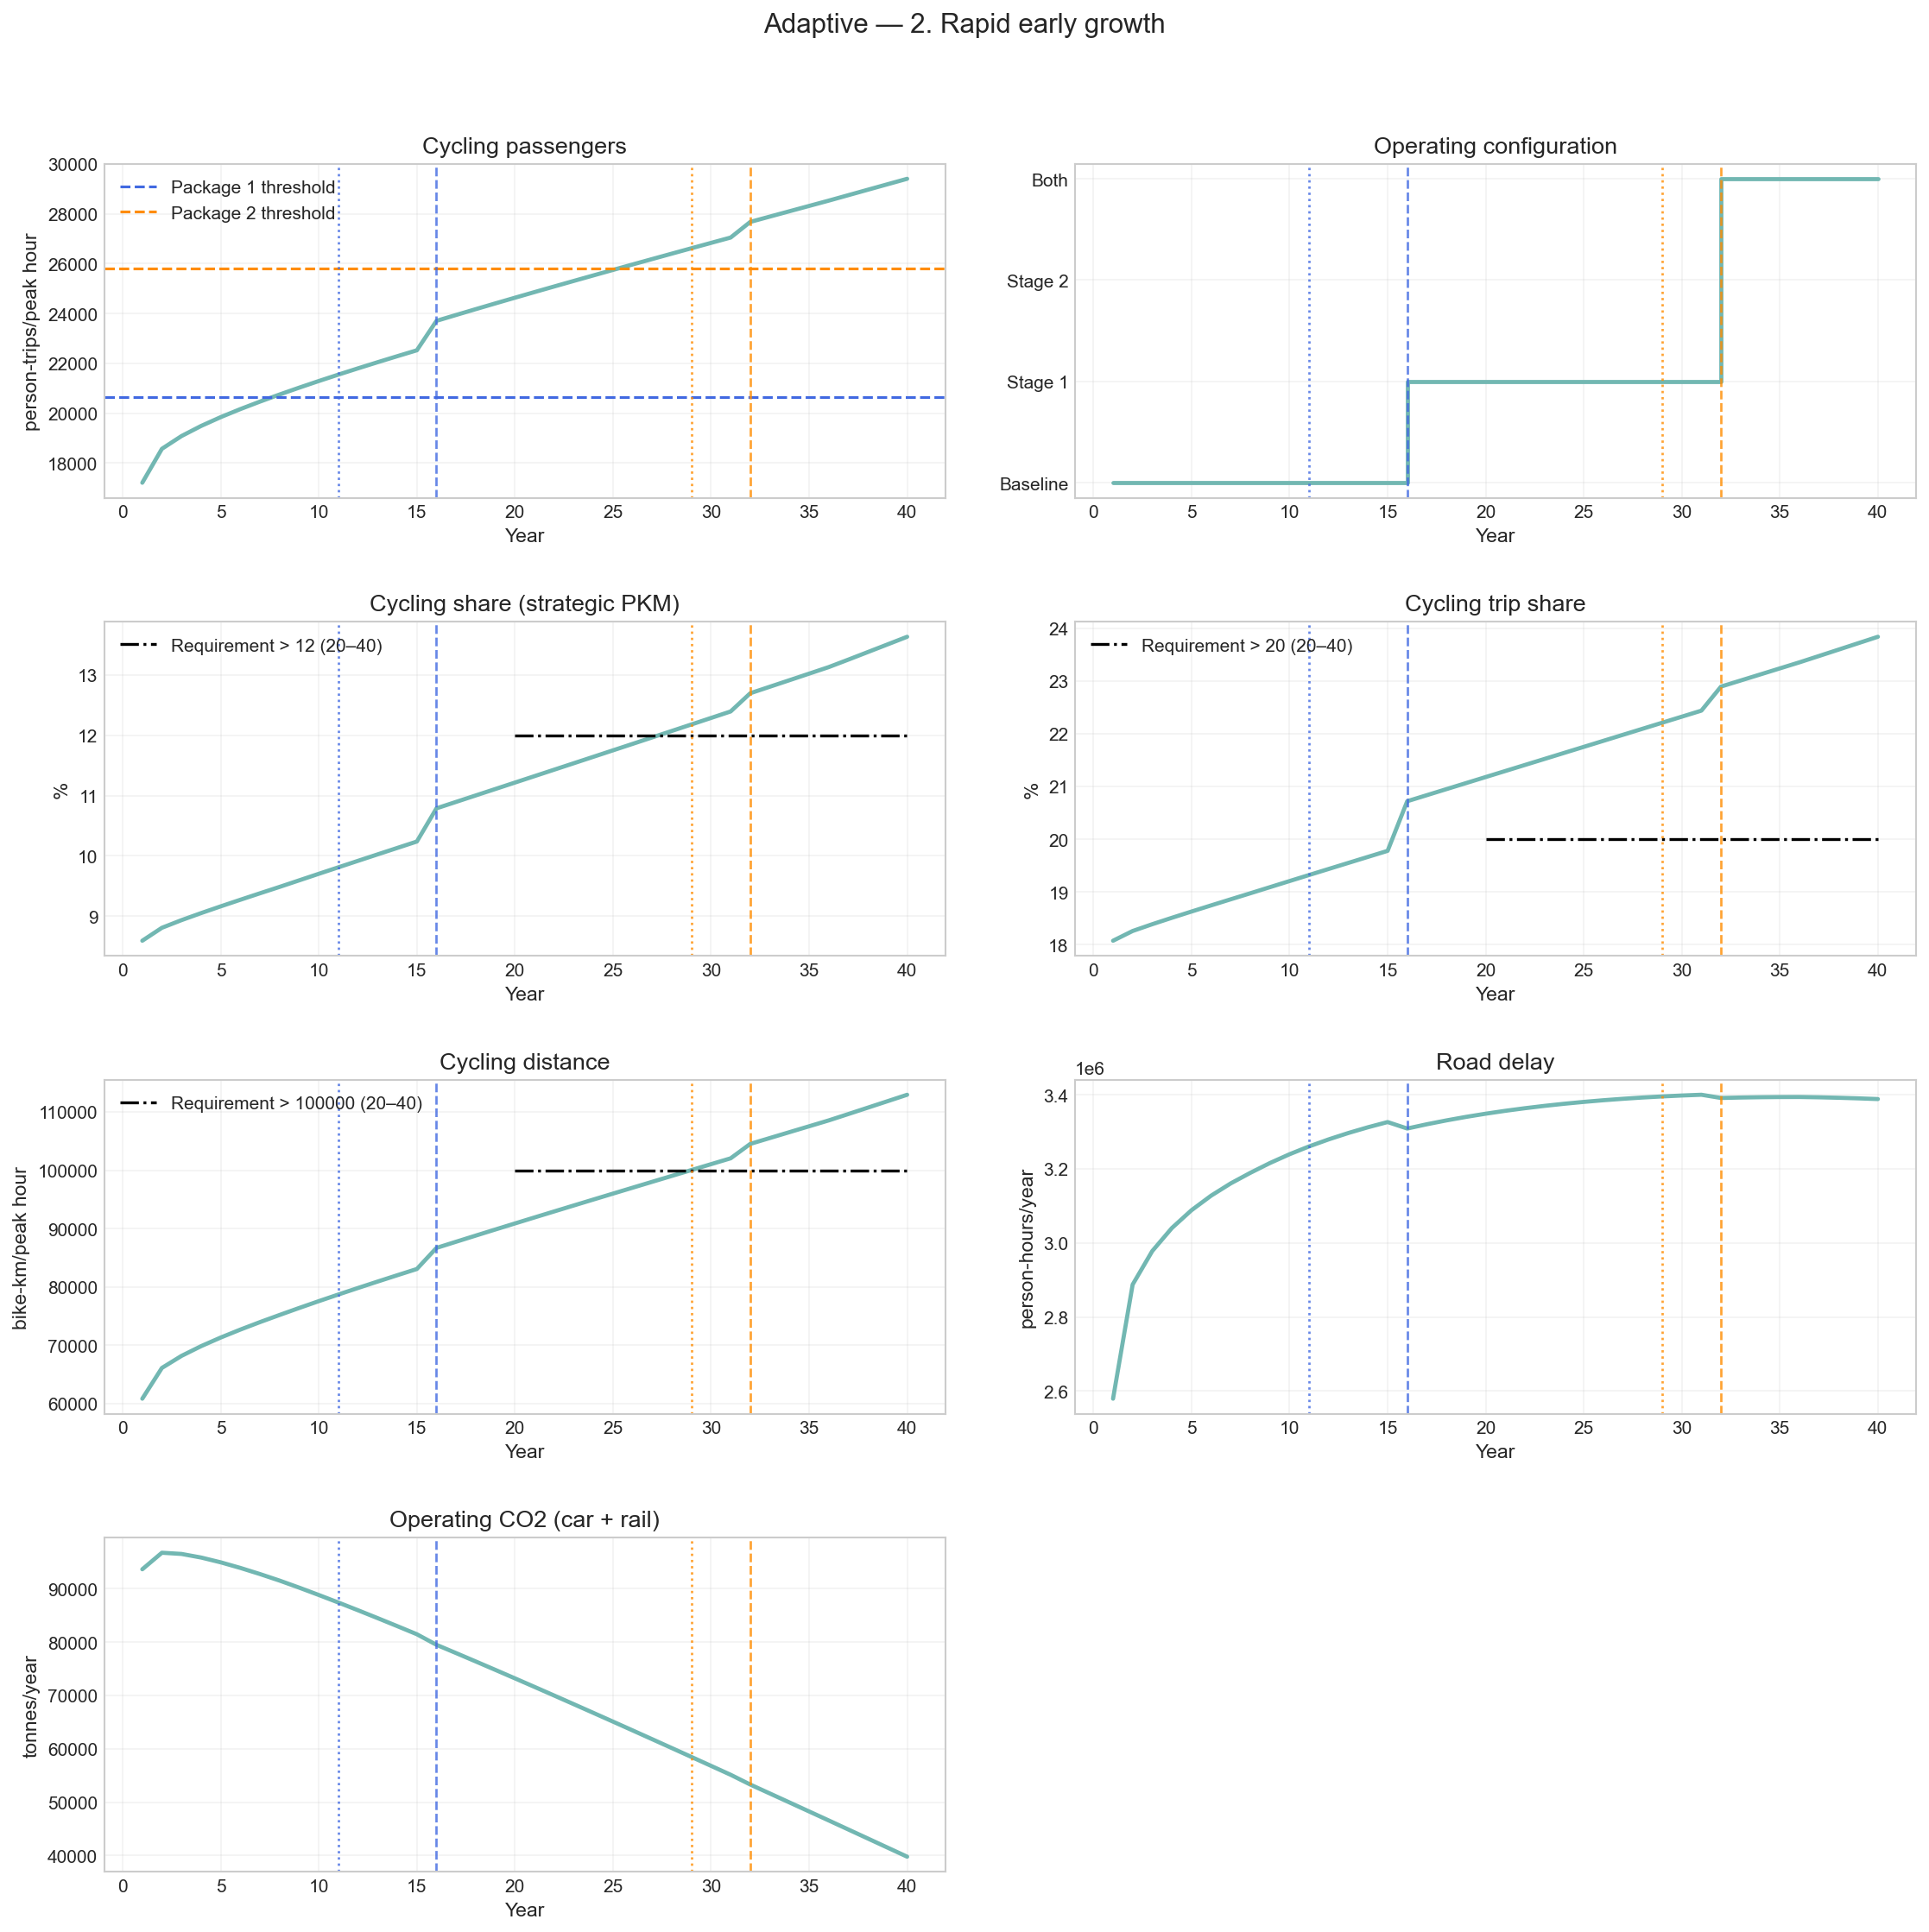 Adaptive — 2. Rapid early growth
Cycling passengers
Package 1 threshold
Package 2 threshold
person-trips/peak hour
30000
28000
26000
24000
22000
20000
18000
0 5 10 15 20 25 30 35 40
Year
Operating configuration
Both
Stage 2
Stage 1
Baseline
0 5 10 15 20 25 30 35 40
Year
Cycling share (strategic PKM)
Requirement > 12 (20–40)
%
13
12
11
10
9
0 5 10 15 20 25 30 35 40
Year
Cycling trip share
Requirement > 20 (20–40)
%
24
23
22
21
20
19
18
0 5 10 15 20 25 30 35 40
Year
Cycling distance
Requirement > 100000 (20–40)
bike-km/peak hour
110000
100000
90000
80000
70000
60000
0 5 10 15 20 25 30 35 40
Year
Road delay
1e6
person-hours/year
3.4
3.2
3.0
2.8
2.6
0 5 10 15 20 25 30 35 40
Year
Operating CO2 (car + rail)
tonnes/year
90000
80000
70000
60000
50000
40000
0 5 10 15 20 25 30 35 40
Year